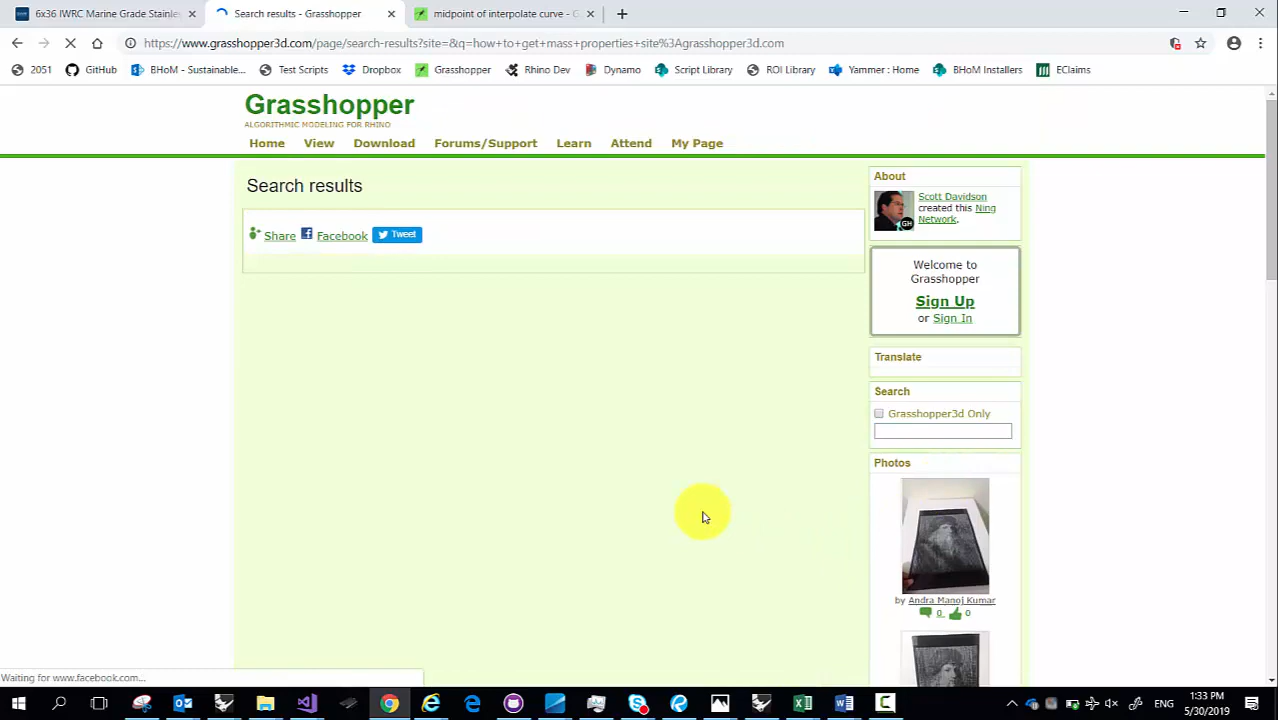 6x36 IWRC Marine Grade Stainles
Search results - Grasshopper
midpoint of interpolate curve - G
https://www.grasshopper3d.com/page/search-results?site=&q=how+to+get+mass+properties+site%3Agrasshopper3d.com
2051 GitHub BHoM - Sustainable... Test Scripts Dropbox Grasshopper Rhino Dev Dynamo Script Library ROI Library Yammer : Home BHoM Installers EClaims
Grasshopper
ALGORITHMIC MODELING FOR RHINO
Home View Download Forums/Support Learn Attend My Page
Search results
Share Facebook Tweet
About
Scott Davidson
created this Ning
Network.
GH
Welcome to
Grasshopper
Sign Up
or Sign In
Translate
Search
Grasshopper3d Only
Photos
by Andra Manoj Kumar
0 0
Waiting for www.facebook.com...
ENG
1:33 PM
5/30/2019